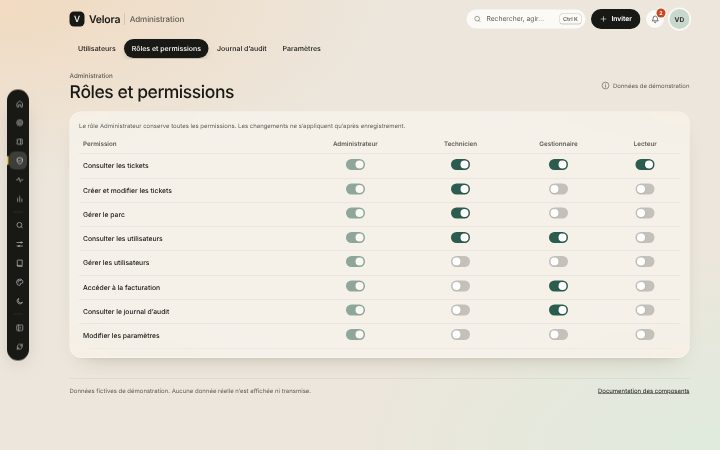 V Velora Administration
Rechercher, agir... Ctrl K
+ Inviter
2
VD
Utilisateurs Rôles et permissions Journal d'audit Paramètres
Administration
Rôles et permissions
Données de démonstration
Le rôle Administrateur conserve toutes les permissions. Les changements ne s'appliquent qu'après enregistrement.
Permission Administrateur Technicien Gestionnaire Lecteur
Consulter les tickets
Créer et modifier les tickets
Gérer le parc
Consulter les utilisateurs
Gérer les utilisateurs
Accéder à la facturation
Consulter le journal d'audit
Modifier les paramètres
Données fictives de démonstration. Aucune donnée réelle n'est affichée ni transmise.
Documentation des composants